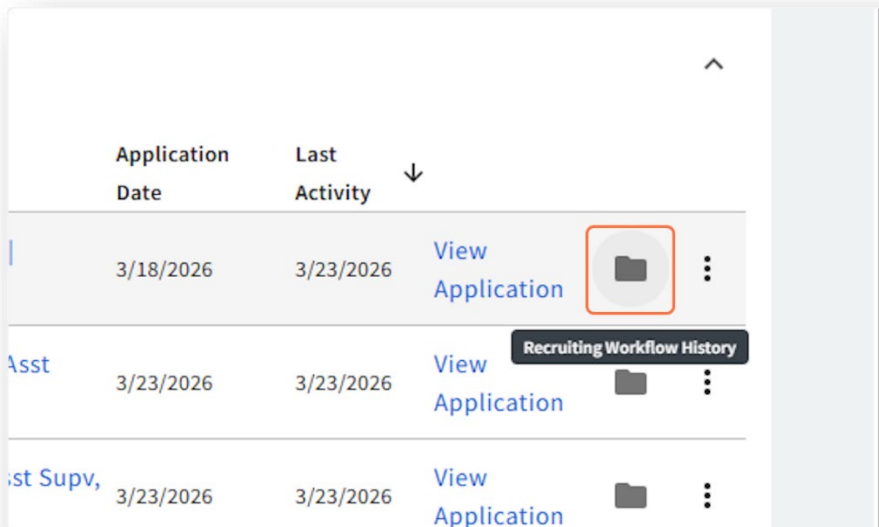 Application Date
Last Activity
3/18/2026
3/23/2026
View Application
Recruiting Workflow History
Asst
3/23/2026
3/23/2026
View Application
Supv,
3/23/2026
3/23/2026
View Application